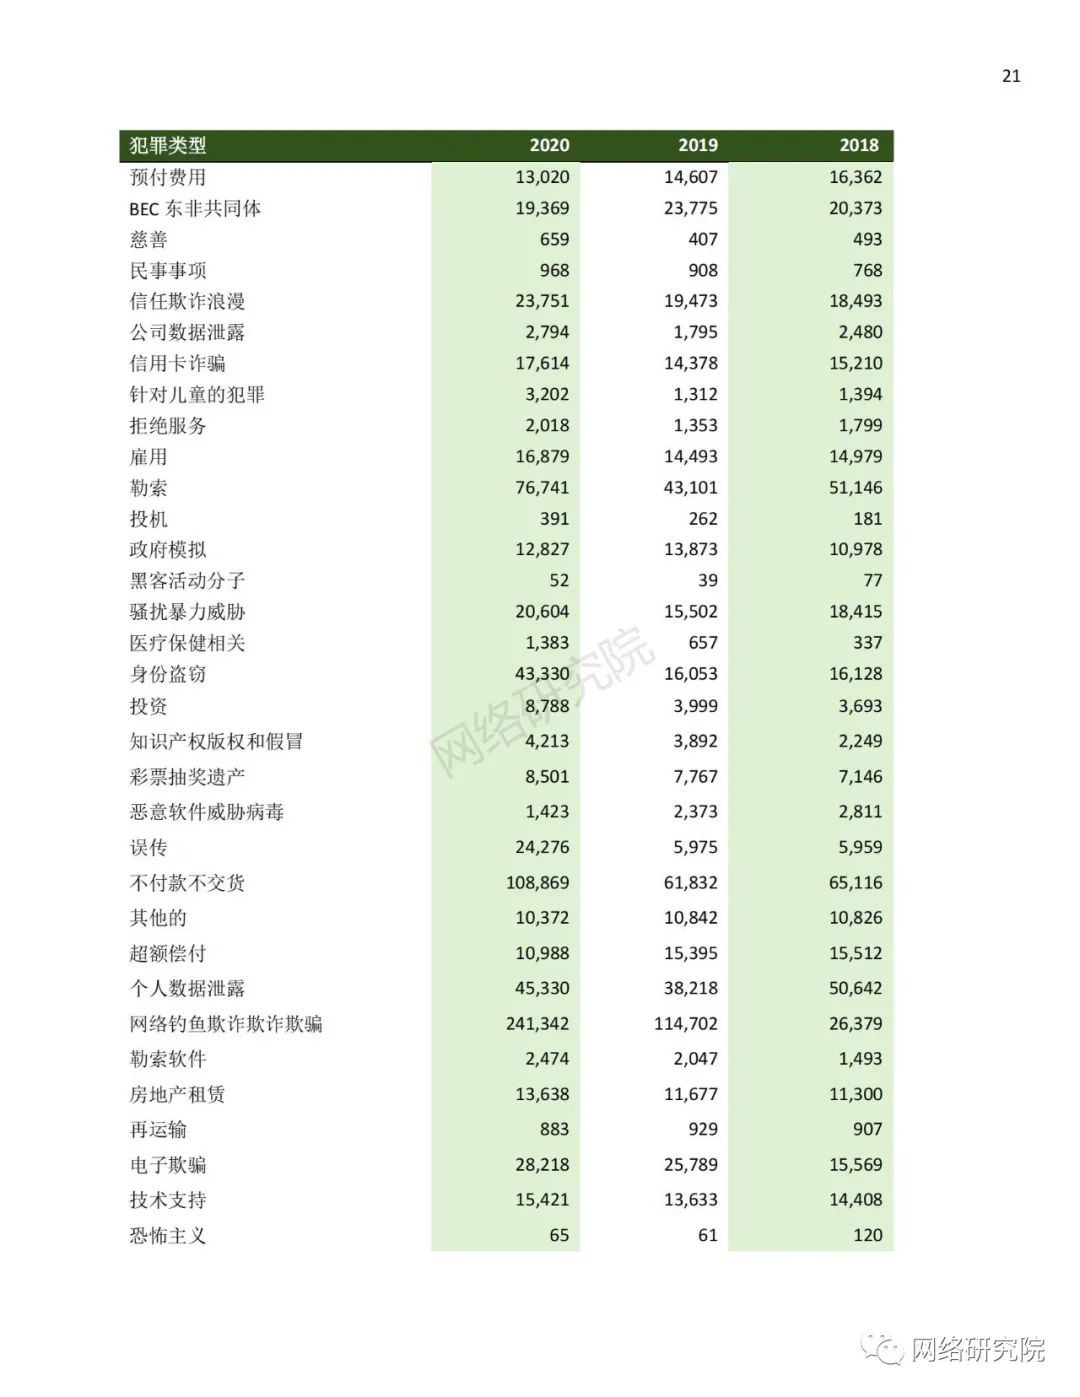 21
犯罪类型 2020 2019 2018
预付费用 13,020 14,607 16,362
BEC 东非共同体 19,369 23,775 20,373
慈善 659 407 493
民事事项 968 908 768
信任欺诈浪漫 23,751 19,473 18,493
公司数据泄露 2,794 1,795 2,480
信用卡诈骗 17,614 14,378 15,210
针对儿童的犯罪 3,202 1,312 1,394
拒绝服务 2,018 1,353 1,799
雇用 16,879 14,493 14,979
勒索 76,741 43,101 51,146
投机 391 262 181
政府模拟 12,827 13,873 10,978
黑客活动分子 52 39 77
骚扰暴力威胁 20,604 15,502 18,415
医疗保健相关 1,383 657 337
身份盗窃 43,330 16,053 16,128
投资 8,788 3,999 3,693
知识产权版权和假冒 4,213 3,892 2,249
彩票抽奖遗产 8,501 7,767 7,146
恶意软件威胁病毒 1,423 2,373 2,811
误传 24,276 5,975 5,959
不付款不交货 108,869 61,832 65,116
其他的 10,372 10,842 10,826
超额偿付 10,988 15,395 15,512
个人数据泄露 45,330 38,218 50,642
网络钓鱼欺诈欺诈欺骗 241,342 114,702 26,379
勒索软件 2,474 2,047 1,493
房地产租赁 13,638 11,677 11,300
再运输 883 929 907
电子欺骗 28,218 25,789 15,569
技术支持 15,421 13,633 14,408
恐怖主义 65 61 120
网络研究院
网络研究院